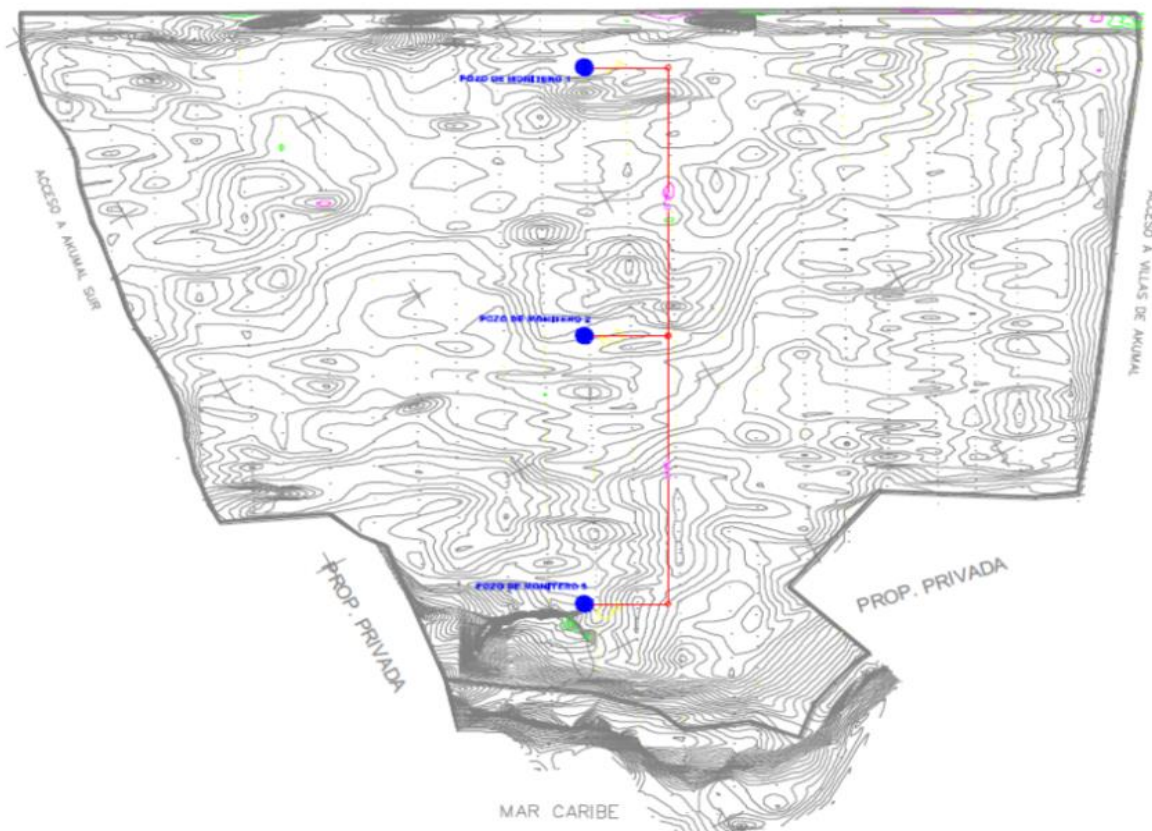 POZO DE MONITERO 1
ACCESO A AKUMAL SUR
ACCESO A VILLAS DE AKUMAL
POZO DE MONITERO 2
POZO DE MONITERO
PROP. PRIVADA
PROP. PRIVADA
MAR CARIBE